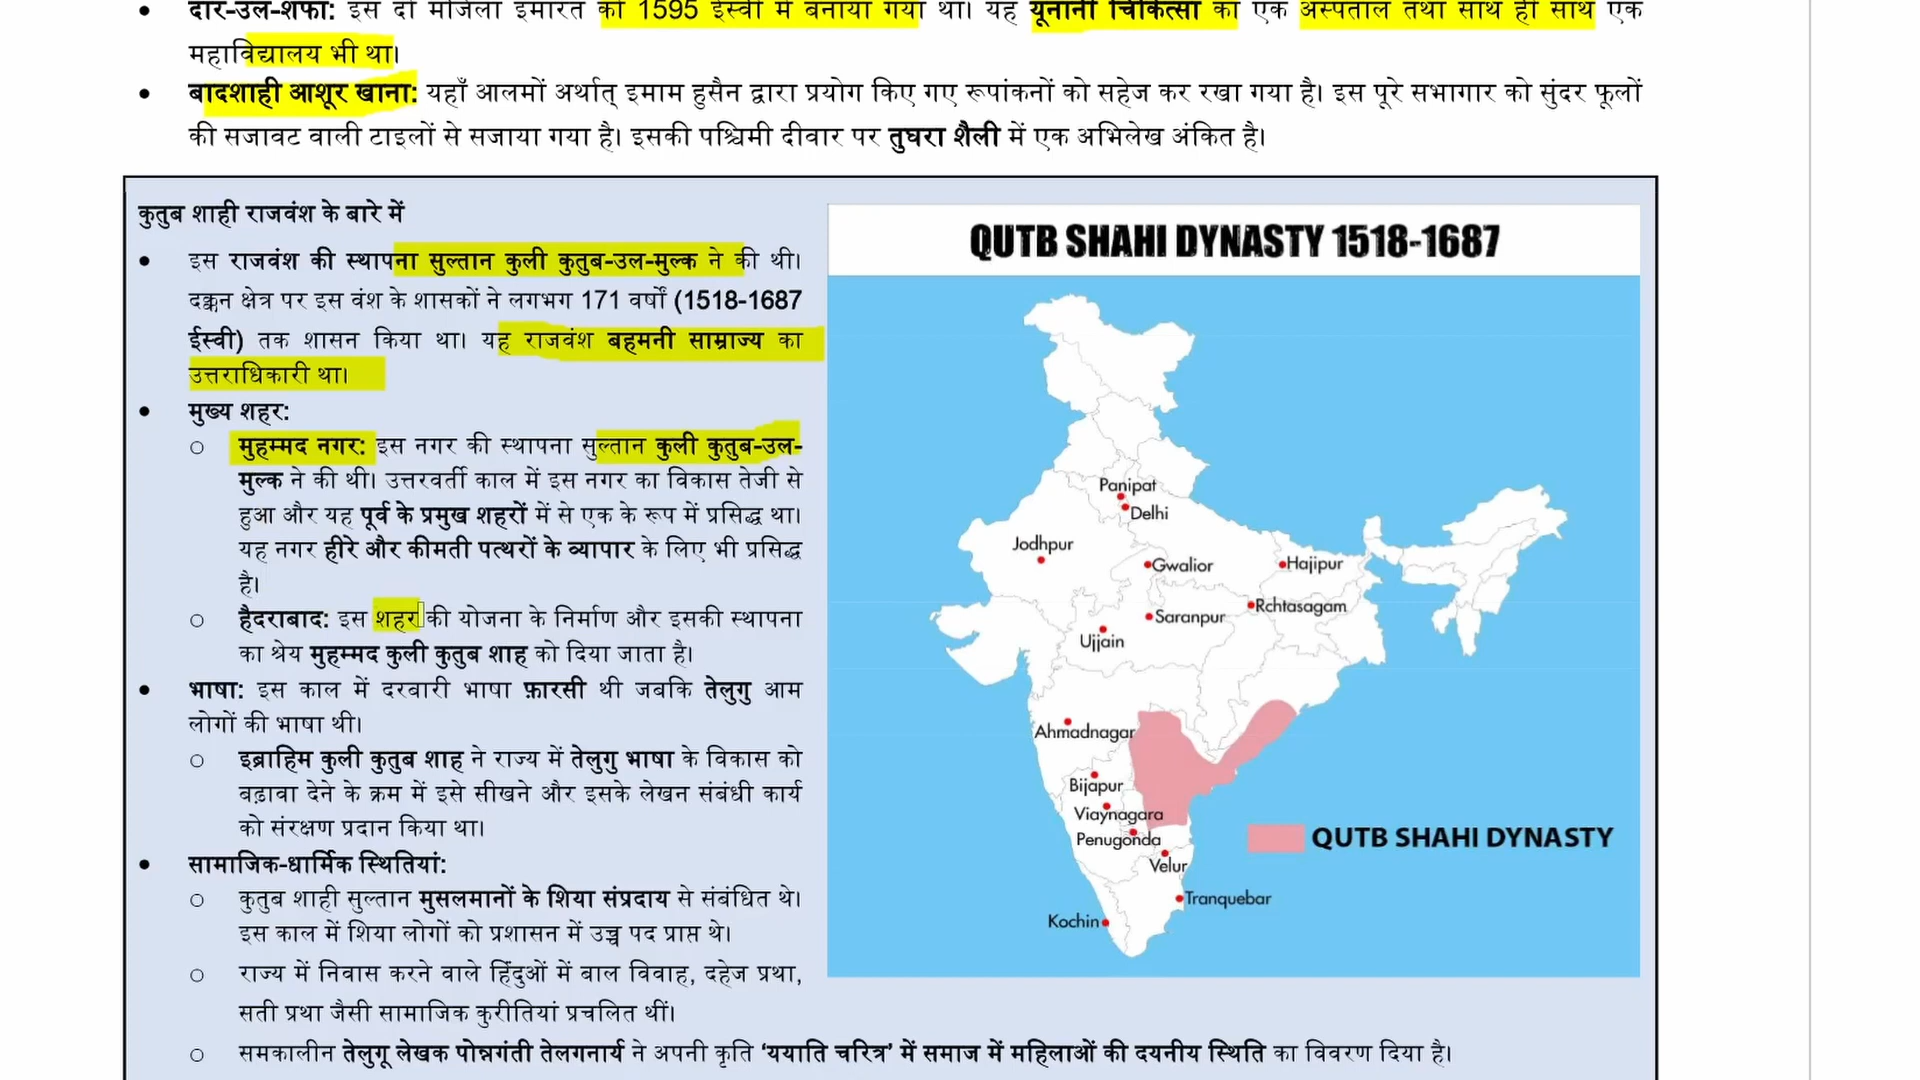 दार-उल-शफा: इस दो मंजिला इमारत को 1595 ईस्वी में बनाया गया था। यह यूनानी चिकित्सा का एक अस्पताल तथा साथ ही साथ एक
महाविद्यालय भी था।
• बादशाही आशूर खाना: यहाँ आलमों अर्थात् इमाम हुसैन द्वारा प्रयोग किए गए रूपांकनों को सहेज कर रखा गया है। इस पूरे सभागार को सुंदर फूलों
की सजावट वाली टाइलों से सजाया गया है। इसकी पश्चिमी दीवार पर तुघरा शैली में एक अभिलेख अंकित है।
कुतुब शाही राजवंश के बारे में
• इस राजवंश की स्थापना सुल्तान कुली कुतुब-उल-मुल्क ने की थी।
दक्कन क्षेत्र पर इस वंश के शासकों ने लगभग 171 वर्षों (1518-1687
ईस्वी) तक शासन किया था। यह राजवंश बहमनी साम्राज्य का
उत्तराधिकारी था।
• मुख्य शहर:
○ मुहम्मद नगर: इस नगर की स्थापना सुल्तान कुली कुतुब-उल-
मुल्क ने की थी। उत्तरवर्ती काल में इस नगर का विकास तेजी से
हुआ और यह पूर्व के प्रमुख शहरों में से एक के रूप में प्रसिद्ध था।
यह नगर हीरे और कीमती पत्थरों के व्यापार के लिए भी प्रसिद्ध
है।
○ हैदराबाद: इस शहर की योजना के निर्माण और इसकी स्थापना
का श्रेय मुहम्मद कुली कुतुब शाह को दिया जाता है।
• भाषा: इस काल में दरबारी भाषा फ़ारसी थी जबकि तेलुगु आम
लोगों की भाषा थी।
○ इब्राहिम कुली कुतुब शाह ने राज्य में तेलुगु भाषा के विकास को
बढ़ावा देने के क्रम में इसे सीखने और इसके लेखन संबंधी कार्य
को संरक्षण प्रदान किया था।
• सामाजिक-धार्मिक स्थितियां:
○ कुतुब शाही सुल्तान मुसलमानों के शिया संप्रदाय से संबंधित थे।
इस काल में शिया लोगों को प्रशासन में उच्च पद प्राप्त थे।
○ राज्य में निवास करने वाले हिंदुओं में बाल विवाह, दहेज प्रथा,
सती प्रथा जैसी सामाजिक कुरीतियां प्रचलित थीं।
○ समकालीन तेलुगू लेखक पोन्नगंती तेलगनार्य ने अपनी कृति ‘ययाति चरित्र’ में समाज में महिलाओं की दयनीय स्थिति का विवरण दिया है।
QUTB SHAHI DYNASTY 1518-1687
Panipat
Delhi
Jodhpur
Gwalior
Hajipur
Rchtasagam
Saranpur
Ujjain
Ahmadnagar
Bijapur
Viaynagara
Penugonda
QUTB SHAHI DYNASTY
Velur
Tranquebar
Kochin